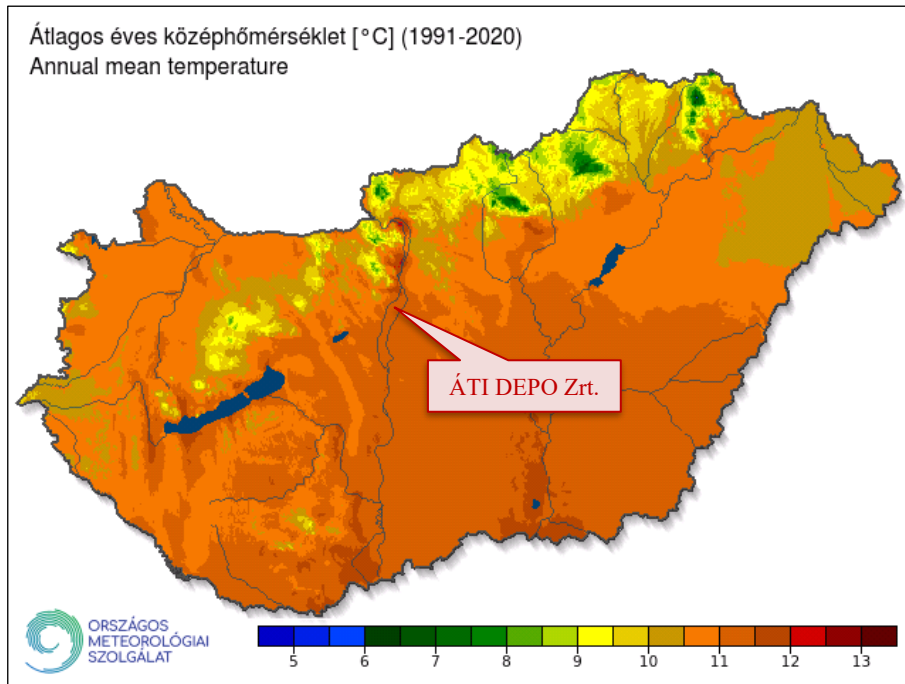 Átlagos éves középhőmérséklet [°C] (1991-2020)
Annual mean temperature
ÁTI DEPO Zrt.
ORSZÁGOS
METEOROLÓGIAI
SZOLGÁLAT
5 6 7 8 9 10 11 12 13